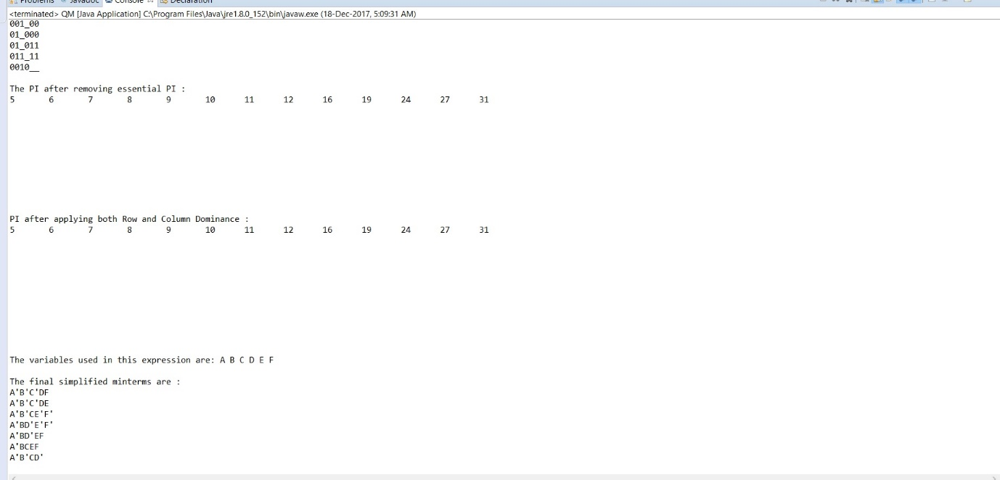 Problems Javadoc Console Declaration
<terminated> QM [Java Application] C:\Program Files\Java\jre1.8.0_152\bin\javaw.exe (18-Dec-2017, 5:09:31 AM)
001_00
01_000
01_011
011_11
0010__
The PI after removing essential PI :
5 6 7 8 9 10 11 12 16 19 24 27 31
PI after applying both Row and Column Dominance :
5 6 7 8 9 10 11 12 16 19 24 27 31
The variables used in this expression are: A B C D E F
The final simplified minterms are :
A'B'C'DF
A'B'C'DE
A'B'CE'F'
A'BD'E'F'
A'BD'EF
A'BCEF
A'B'CD'